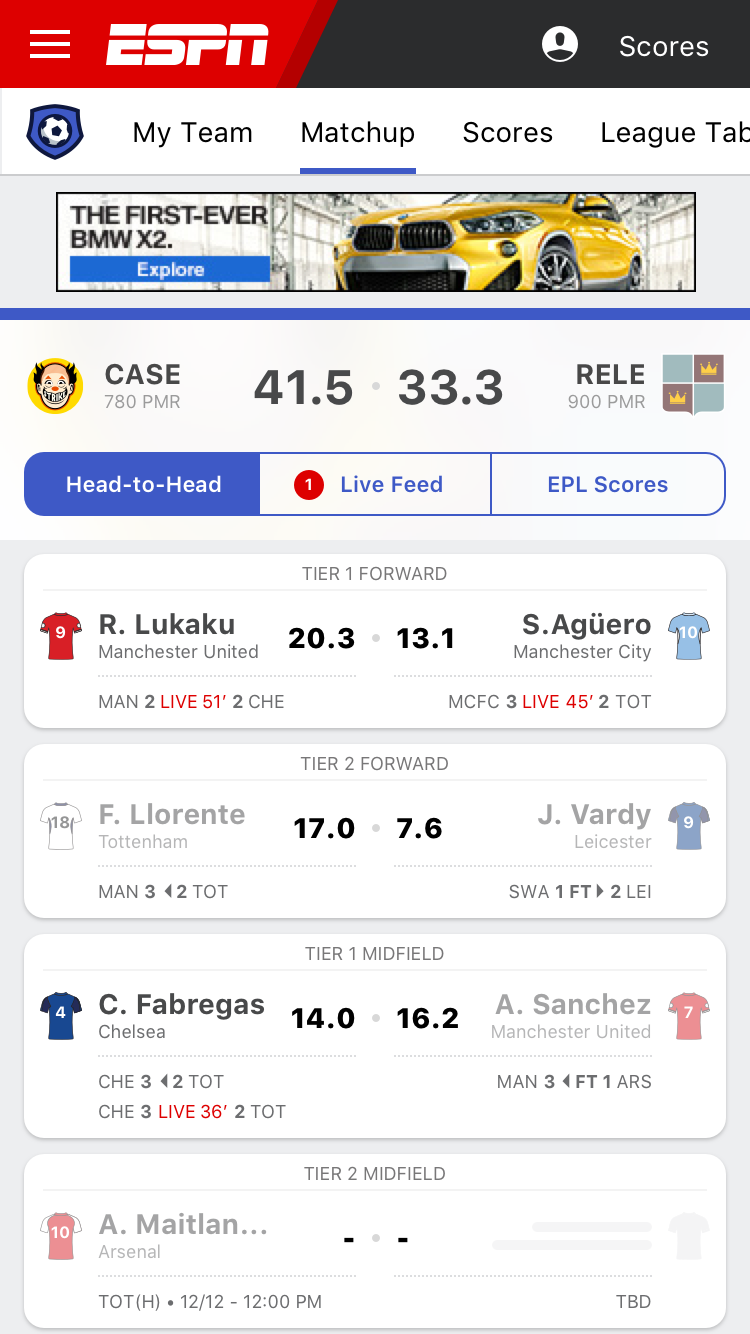 ESPN
Scores
My Team Matchup Scores League Tab
THE FIRST-EVER
BMW X2.
Explore
CASE 41.5 · 33.3 RELE
780 PMR 900 PMR
STRIKE
Head-to-Head 1 Live Feed EPL Scores
TIER 1 FORWARD
9 R. Lukaku 20.3 · 13.1 S.Agüero 10
Manchester United Manchester City
MAN 2 LIVE 51’ 2 CHE MCFC 3 LIVE 45’ 2 TOT
TIER 2 FORWARD
18 F. Llorente 17.0 · 7.6 J. Vardy 9
Tottenham Leicester
MAN 3 ◂ 2 TOT SWA 1 FT ▸ 2 LEI
TIER 1 MIDFIELD
4 C. Fabregas 14.0 · 16.2 A. Sanchez 7
Chelsea Manchester United
CHE 3 ◂ 2 TOT MAN 3 ◂ FT 1 ARS
CHE 3 LIVE 36’ 2 TOT
TIER 2 MIDFIELD
10 A. Maitlan... - · -
Arsenal
TOT(H) • 12/12 - 12:00 PM TBD